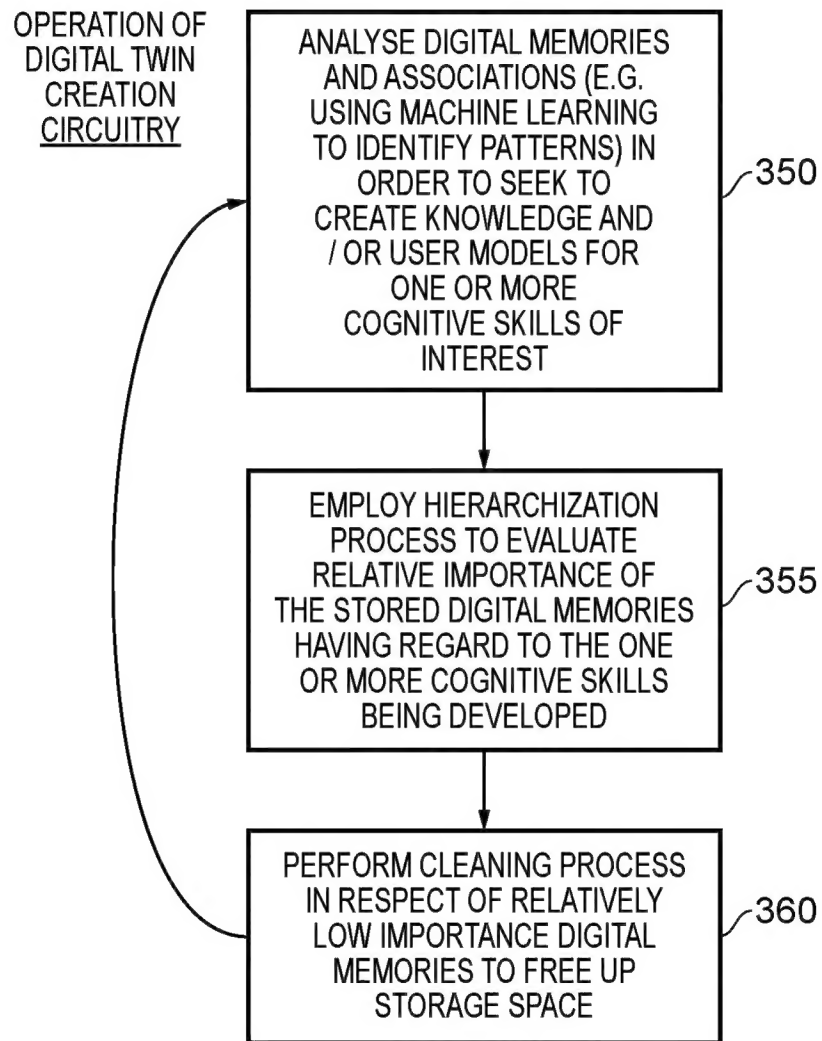 OPERATION OF
DIGITAL TWIN
CREATION
CIRCUITRY
ANALYSE DIGITAL MEMORIES
AND ASSOCIATIONS (E.G.
USING MACHINE LEARNING
TO IDENTIFY PATTERNS) IN
ORDER TO SEEK TO
CREATE KNOWLEDGE AND
/ OR USER MODELS FOR
ONE OR MORE
COGNITIVE SKILLS OF
INTEREST
350
EMPLOY HIERARCHIZATION
PROCESS TO EVALUATE
RELATIVE IMPORTANCE OF
THE STORED DIGITAL MEMORIES
HAVING REGARD TO THE ONE
OR MORE COGNITIVE SKILLS
BEING DEVELOPED
355
PERFORM CLEANING PROCESS
IN RESPECT OF RELATIVELY
LOW IMPORTANCE DIGITAL
MEMORIES TO FREE UP
STORAGE SPACE
360